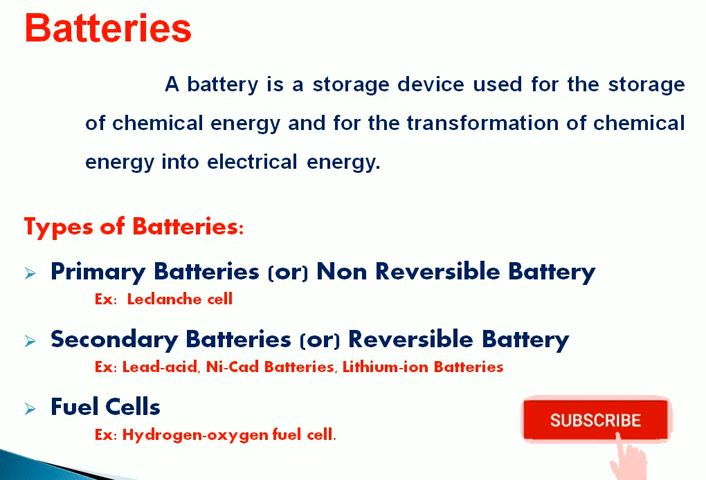 Batteries
A battery is a storage device used for the storage
of chemical energy and for the transformation of chemical
energy into electrical energy.
Types of Batteries:
Primary Batteries (or) Non Reversible Battery
Ex: Leclanche cell
Secondary Batteries (or) Reversible Battery
Ex: Lead-acid, Ni-Cad Batteries, Lithium-ion Batteries
Fuel Cells
Ex: Hydrogen-oxygen fuel cell.
SUBSCRIBE